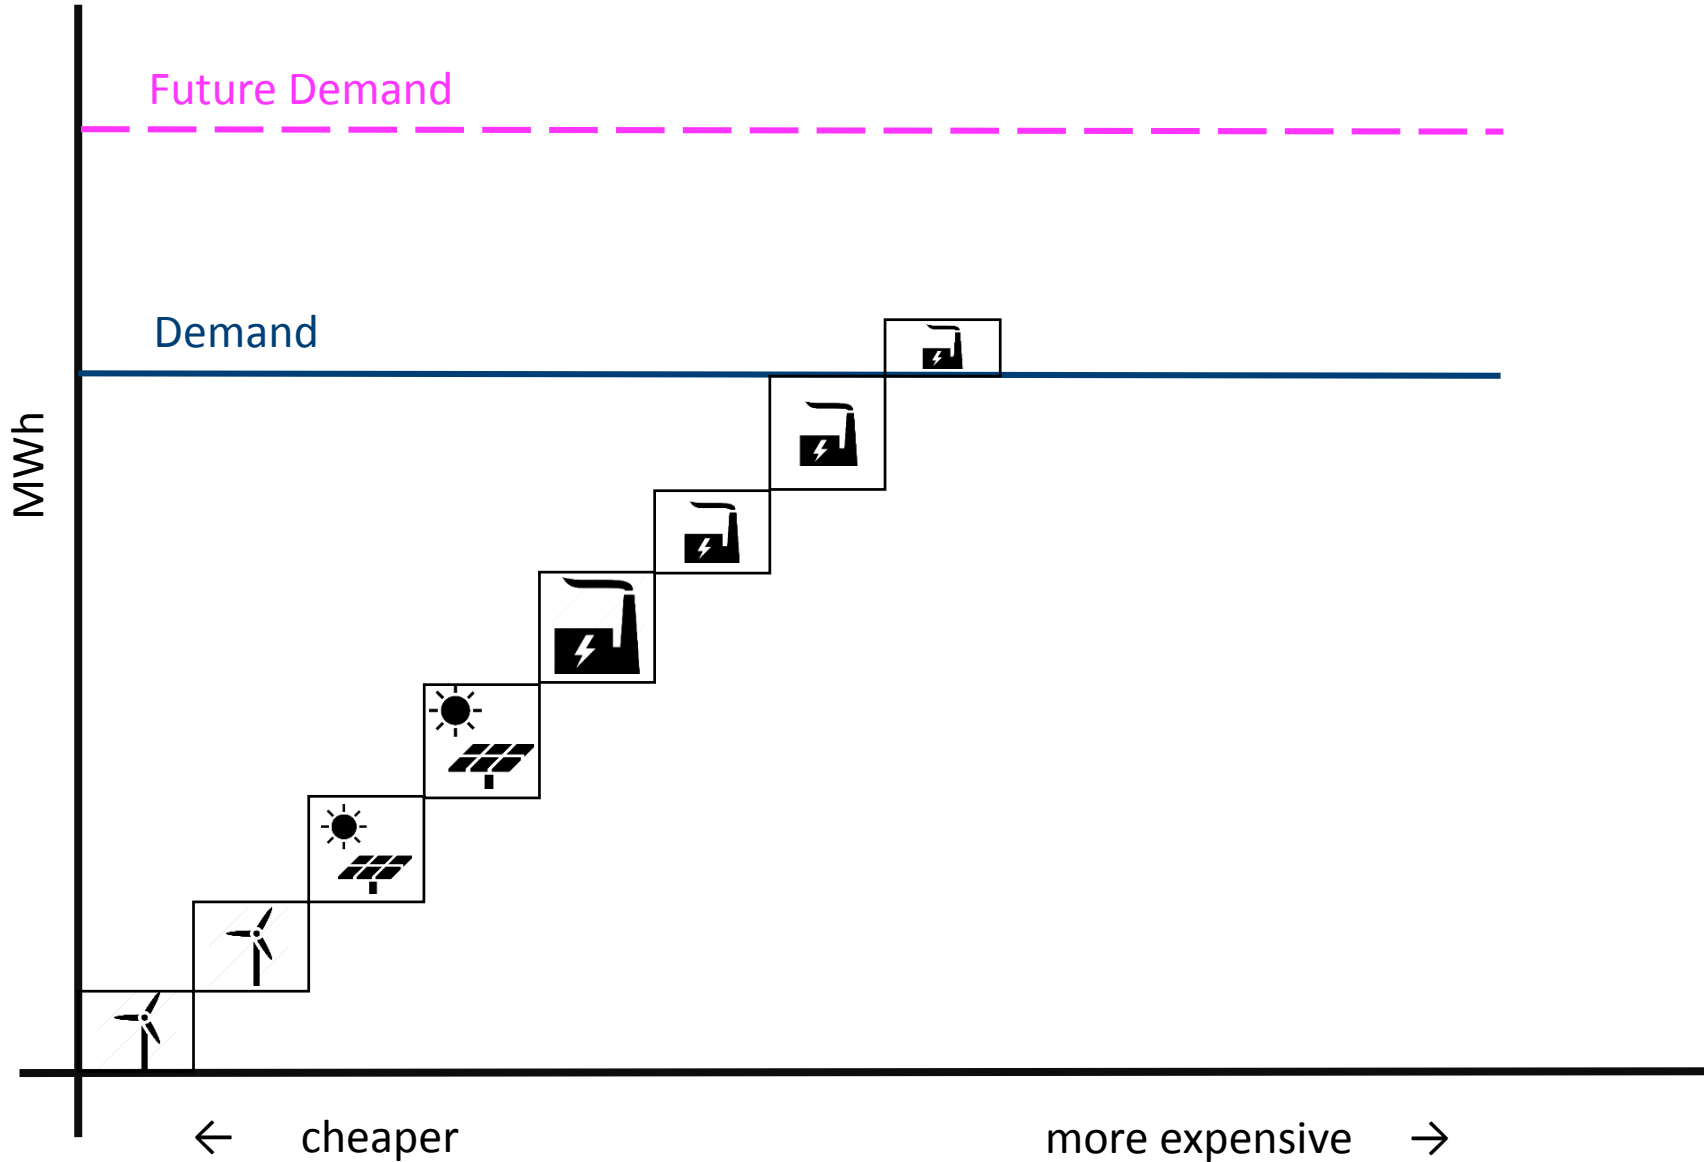 Future Demand
Demand
MWh
← cheaper
more expensive →